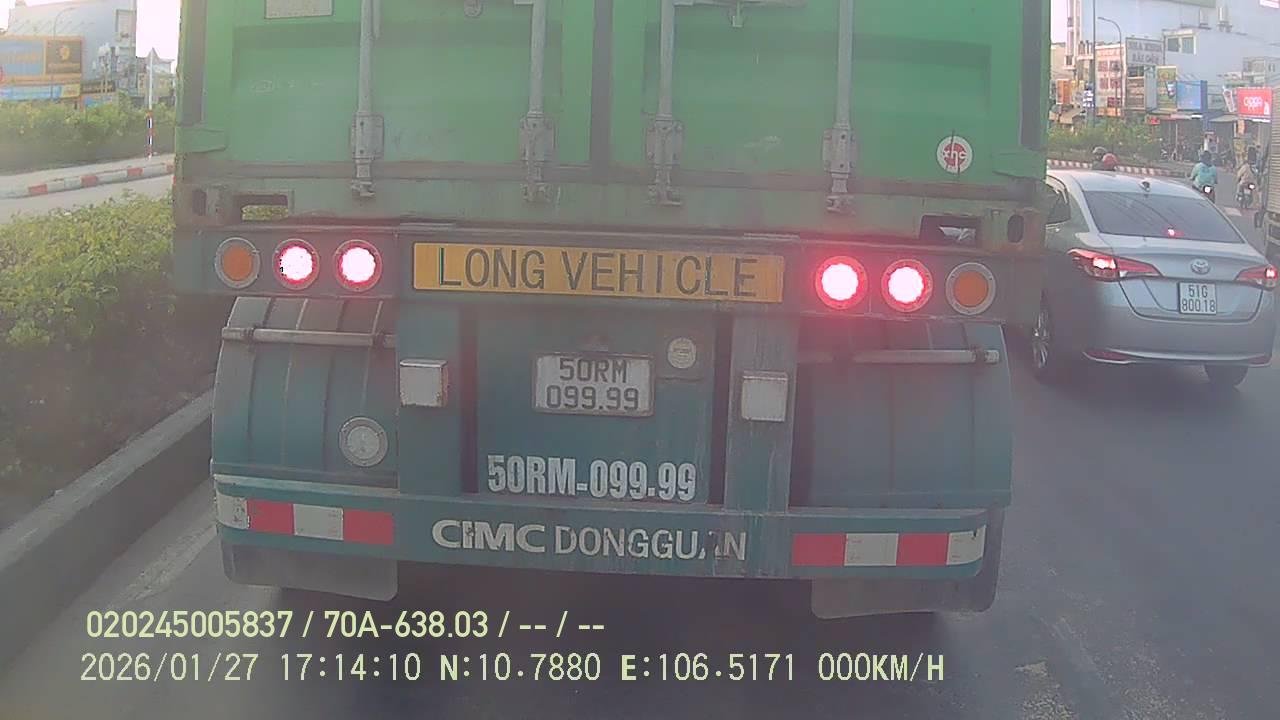 LONG VEHICLE
50RM
099.99
50RM-099.99
CIMC DONGGUAN
51G
800.18
oppo
020245005837 / 70A-638.03 / -- / --
2026/01/27 17:14:10 N:10.7880 E:106.5171 000KM/H